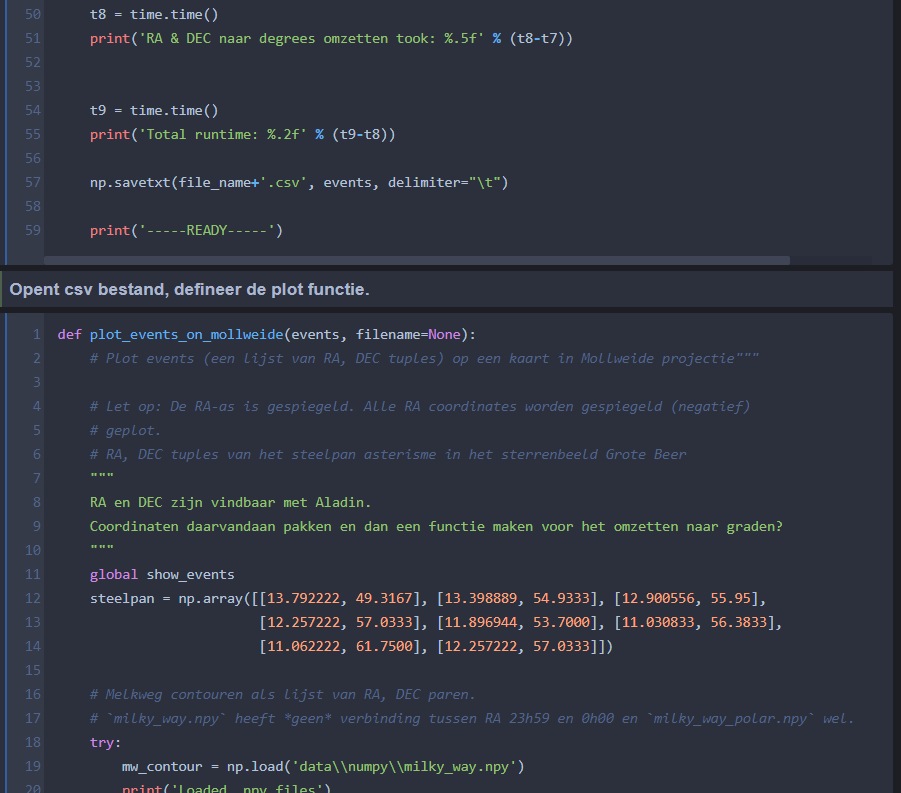 50 t8 = time.time()
51 print('RA & DEC naar degrees omzetten took: %.5f' % (t8-t7))
52
53
54 t9 = time.time()
55 print('Total runtime: %.2f' % (t9-t8))
56
57 np.savetxt(file_name+'.csv', events, delimiter="\t")
58
59 print('-----READY-----')
Opent csv bestand, defineer de plot functie.
1 def plot_events_on_mollweide(events, filename=None):
2 # Plot events (een lijst van RA, DEC tuples) op een kaart in Mollweide projectie"""
3
4 # Let op: De RA-as is gespiegeld. Alle RA coordinates worden gespiegeld (negatief)
5 # geplot.
6 # RA, DEC tuples van het steelpan asterisme in het sterrenbeeld Grote Beer
7 """
8 RA en DEC zijn vindbaar met Aladin.
9 Coordinaten daarvandaan pakken en dan een functie maken voor het omzetten naar graden?
10 """
11 global show_events
12 steelpan = np.array([[13.792222, 49.3167], [13.398889, 54.9333], [12.900556, 55.95],
13 [12.257222, 57.0333], [11.896944, 53.7000], [11.030833, 56.3833],
14 [11.062222, 61.7500], [12.257222, 57.0333]])
15
16 # Melkweg contouren als lijst van RA, DEC paren.
17 # `milky_way.npy` heeft *geen* verbinding tussen RA 23h59 en 0h00 en `milky_way_polar.npy` wel.
18 try:
19 mw_contour = np.load('data\\numpy\\milky_way.npy')
20 print('Loaded .npy files')